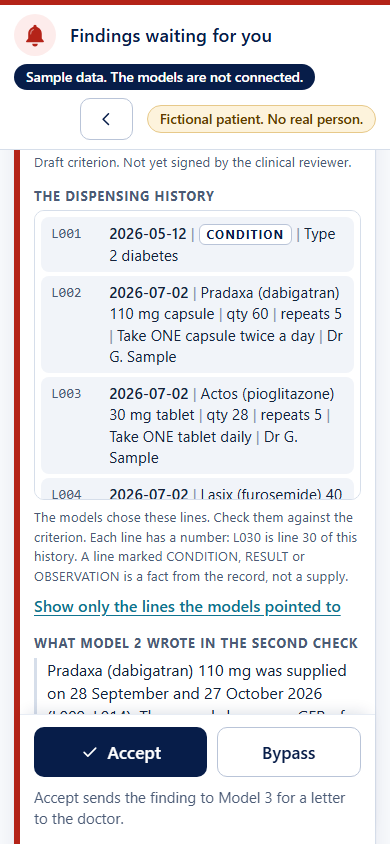 Findings waiting for you
Sample data. The models are not connected.
Fictional patient. No real person.
Draft criterion. Not yet signed by the clinical reviewer.
THE DISPENSING HISTORY
L001 2026-05-12 | CONDITION | Type
2 diabetes
L002 2026-07-02 | Pradaxa (dabigatran)
110 mg capsule | qty 60 | repeats 5
| Take ONE capsule twice a day | Dr
G. Sample
L003 2026-07-02 | Actos (pioglitazone)
30 mg tablet | qty 28 | repeats 5 |
Take ONE tablet daily | Dr G.
Sample
L004 2026-07-02 | Lasix (furosemide) 40
The models chose these lines. Check them against the
criterion. Each line has a number: L030 is line 30 of this
history. A line marked CONDITION, RESULT or
OBSERVATION is a fact from the record, not a supply.
Show only the lines the models pointed to
WHAT MODEL 2 WROTE IN THE SECOND CHECK
Pradaxa (dabigatran) 110 mg was supplied
on 28 September and 27 October 2026
Accept
Bypass
Accept sends the finding to Model 3 for a letter
to the doctor.